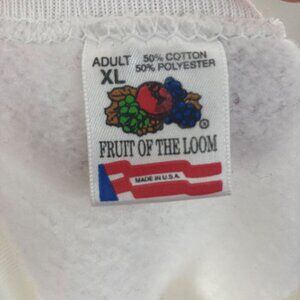 ADULT 50% COTTON
XL 50% POLYESTER
®
FRUIT OF THE LOOM
MADE IN U.S.A.